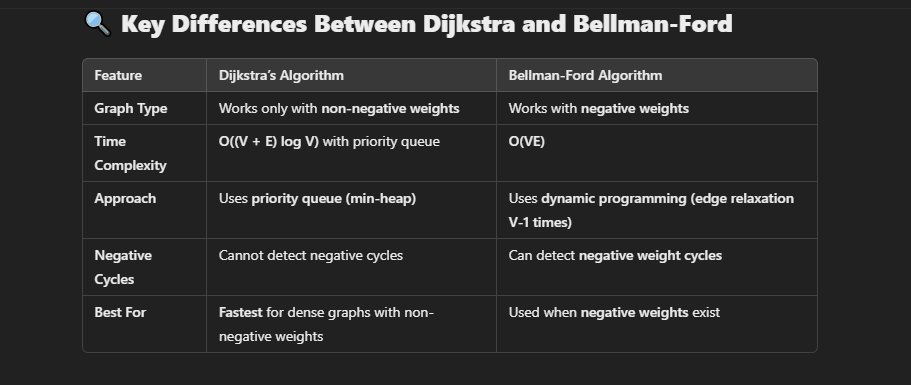 🔍 Key Differences Between Dijkstra and Bellman-Ford
Feature Dijkstra's Algorithm Bellman-Ford Algorithm
Graph Type Works only with non-negative weights Works with negative weights
Time Complexity O((V + E) log V) with priority queue O(VE)
Approach Uses priority queue (min-heap) Uses dynamic programming (edge relaxation V-1 times)
Negative Cycles Cannot detect negative cycles Can detect negative weight cycles
Best For Fastest for dense graphs with non-negative weights Used when negative weights exist